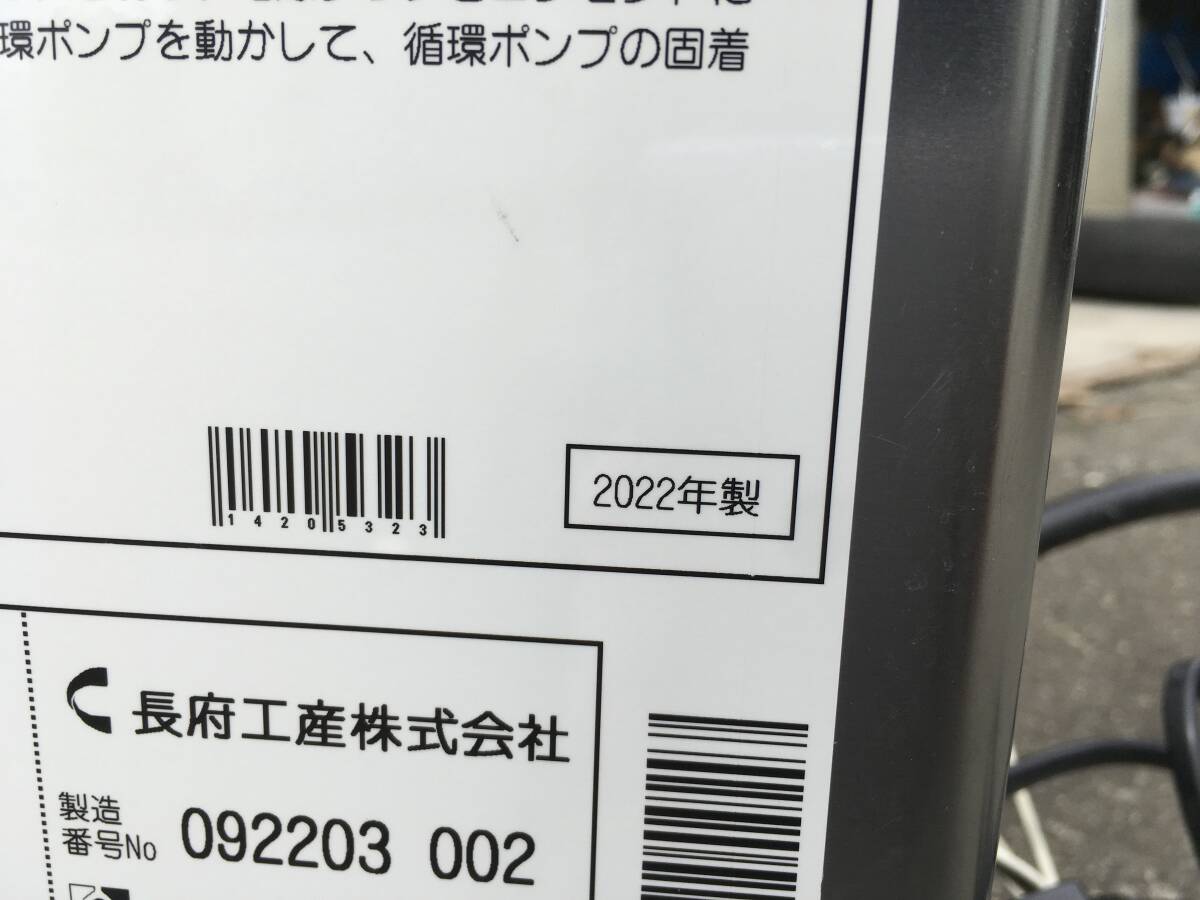 環ポンプを動かして、循環ポンプの固着
14205323
2022年製
長府工産株式会社
製造
番号No 092203 002